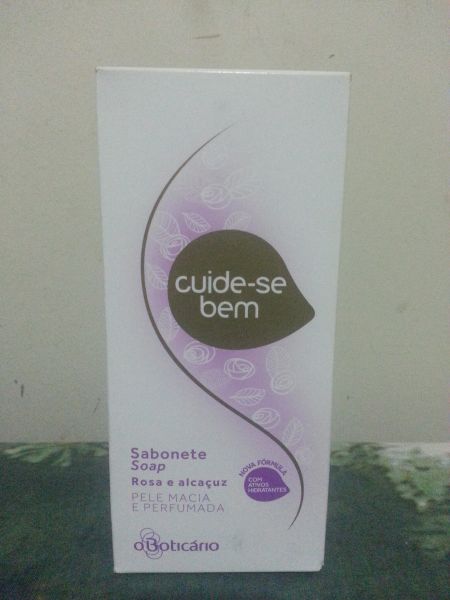 cuide-se
bem
Sabonete
Soap
Rosa e alcaçuz
PELE MACIA
E PERFUMADA
NOVA FÓRMULA
COM
ATIVOS
HIDRATANTES
oBoticário